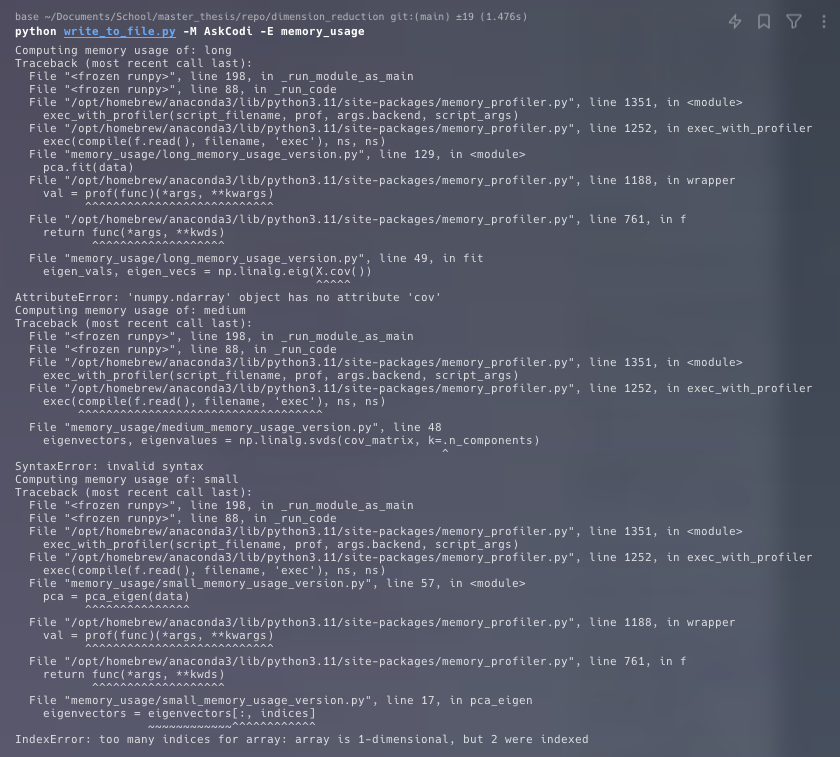 base ~/Documents/School/master_thesis/repo/dimension_reduction git:(main) ±19 (1.476s)
python write_to_file.py -M AskCodi -E memory_usage
Computing memory usage of: long
Traceback (most recent call last):
  File "<frozen runpy>", line 198, in _run_module_as_main
  File "<frozen runpy>", line 88, in _run_code
  File "/opt/homebrew/anaconda3/lib/python3.11/site-packages/memory_profiler.py", line 1351, in <module>
    exec_with_profiler(script_filename, prof, args.backend, script_args)
  File "/opt/homebrew/anaconda3/lib/python3.11/site-packages/memory_profiler.py", line 1252, in exec_with_profiler
    exec(compile(f.read(), filename, 'exec'), ns, ns)
  File "memory_usage/long_memory_usage_version.py", line 129, in <module>
    pca.fit(data)
  File "/opt/homebrew/anaconda3/lib/python3.11/site-packages/memory_profiler.py", line 1188, in wrapper
    val = prof(func)(*args, **kwargs)
          ^^^^^^^^^^^^^^^^^^^^^^^^^^^
  File "/opt/homebrew/anaconda3/lib/python3.11/site-packages/memory_profiler.py", line 761, in f
    return func(*args, **kwds)
           ^^^^^^^^^^^^^^^^^^^
  File "memory_usage/long_memory_usage_version.py", line 49, in fit
    eigen_vals, eigen_vecs = np.linalg.eig(X.cov())
                                           ^^^^^
AttributeError: 'numpy.ndarray' object has no attribute 'cov'
Computing memory usage of: medium
Traceback (most recent call last):
  File "<frozen runpy>", line 198, in _run_module_as_main
  File "<frozen runpy>", line 88, in _run_code
  File "/opt/homebrew/anaconda3/lib/python3.11/site-packages/memory_profiler.py", line 1351, in <module>
    exec_with_profiler(script_filename, prof, args.backend, script_args)
  File "/opt/homebrew/anaconda3/lib/python3.11/site-packages/memory_profiler.py", line 1252, in exec_with_profiler
    exec(compile(f.read(), filename, 'exec'), ns, ns)
         ^^^^^^^^^^^^^^^^^^^^^^^^^^^^^^^^^^^
  File "memory_usage/medium_memory_usage_version.py", line 48
    eigenvectors, eigenvalues = np.linalg.svds(cov_matrix, k=.n_components)
                                                             ^
SyntaxError: invalid syntax
Computing memory usage of: small
Traceback (most recent call last):
  File "<frozen runpy>", line 198, in _run_module_as_main
  File "<frozen runpy>", line 88, in _run_code
  File "/opt/homebrew/anaconda3/lib/python3.11/site-packages/memory_profiler.py", line 1351, in <module>
    exec_with_profiler(script_filename, prof, args.backend, script_args)
  File "/opt/homebrew/anaconda3/lib/python3.11/site-packages/memory_profiler.py", line 1252, in exec_with_profiler
    exec(compile(f.read(), filename, 'exec'), ns, ns)
  File "memory_usage/small_memory_usage_version.py", line 57, in <module>
    pca = pca_eigen(data)
          ^^^^^^^^^^^^^^^
  File "/opt/homebrew/anaconda3/lib/python3.11/site-packages/memory_profiler.py", line 1188, in wrapper
    val = prof(func)(*args, **kwargs)
          ^^^^^^^^^^^^^^^^^^^^^^^^^^^
  File "/opt/homebrew/anaconda3/lib/python3.11/site-packages/memory_profiler.py", line 761, in f
    return func(*args, **kwds)
           ^^^^^^^^^^^^^^^^^^^
  File "memory_usage/small_memory_usage_version.py", line 17, in pca_eigen
    eigenvectors = eigenvectors[:, indices]
                   ~~~~~~~~~~~~^^^^^^^^^^^^
IndexError: too many indices for array: array is 1-dimensional, but 2 were indexed